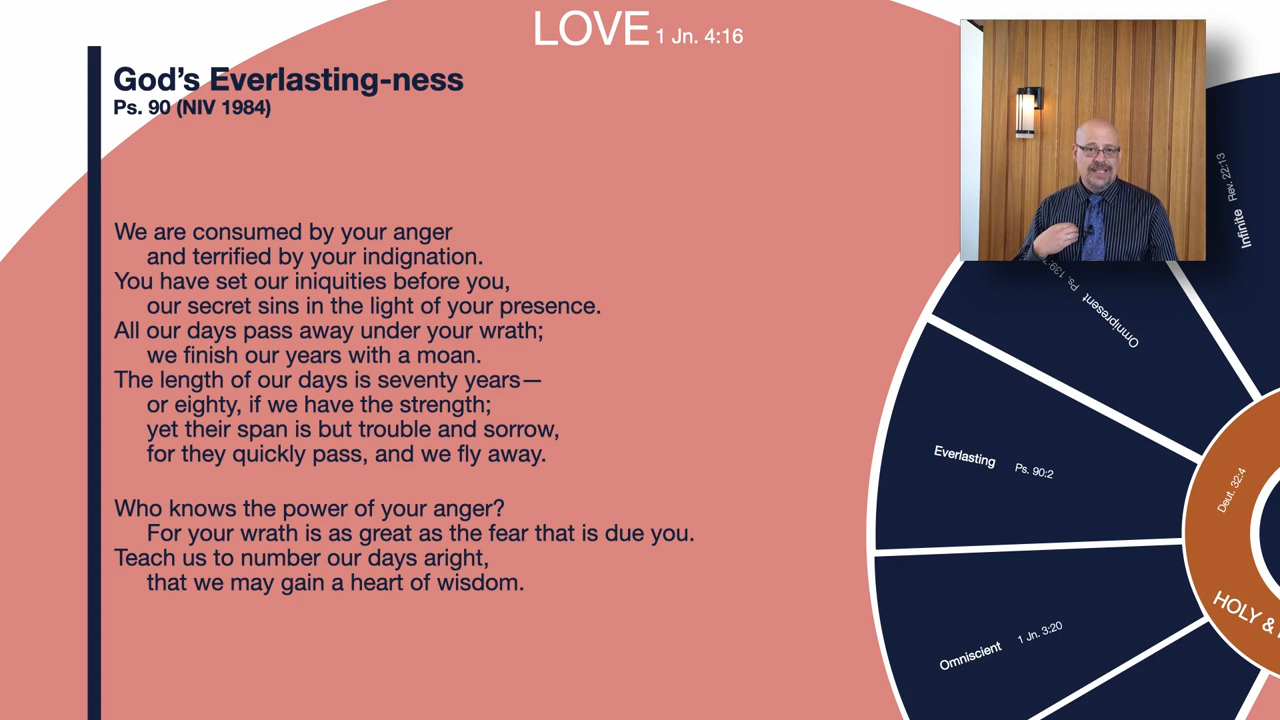 LOVE 1 Jn. 4:16
God’s Everlasting-ness
Ps. 90 (NIV 1984)
We are consumed by your anger
and terrified by your indignation.
You have set our iniquities before you,
our secret sins in the light of your presence.
All our days pass away under your wrath;
we finish our years with a moan.
The length of our days is seventy years—
or eighty, if we have the strength;
yet their span is but trouble and sorrow,
for they quickly pass, and we fly away.
Who knows the power of your anger?
For your wrath is as great as the fear that is due you.
Teach us to number our days aright,
that we may gain a heart of wisdom.
Infinite Rev. 22:13
Omnipresent Ps. 139:
Everlasting Ps. 90:2
Omniscient 1 Jn. 3:20
Deut. 32:4
HOLY &